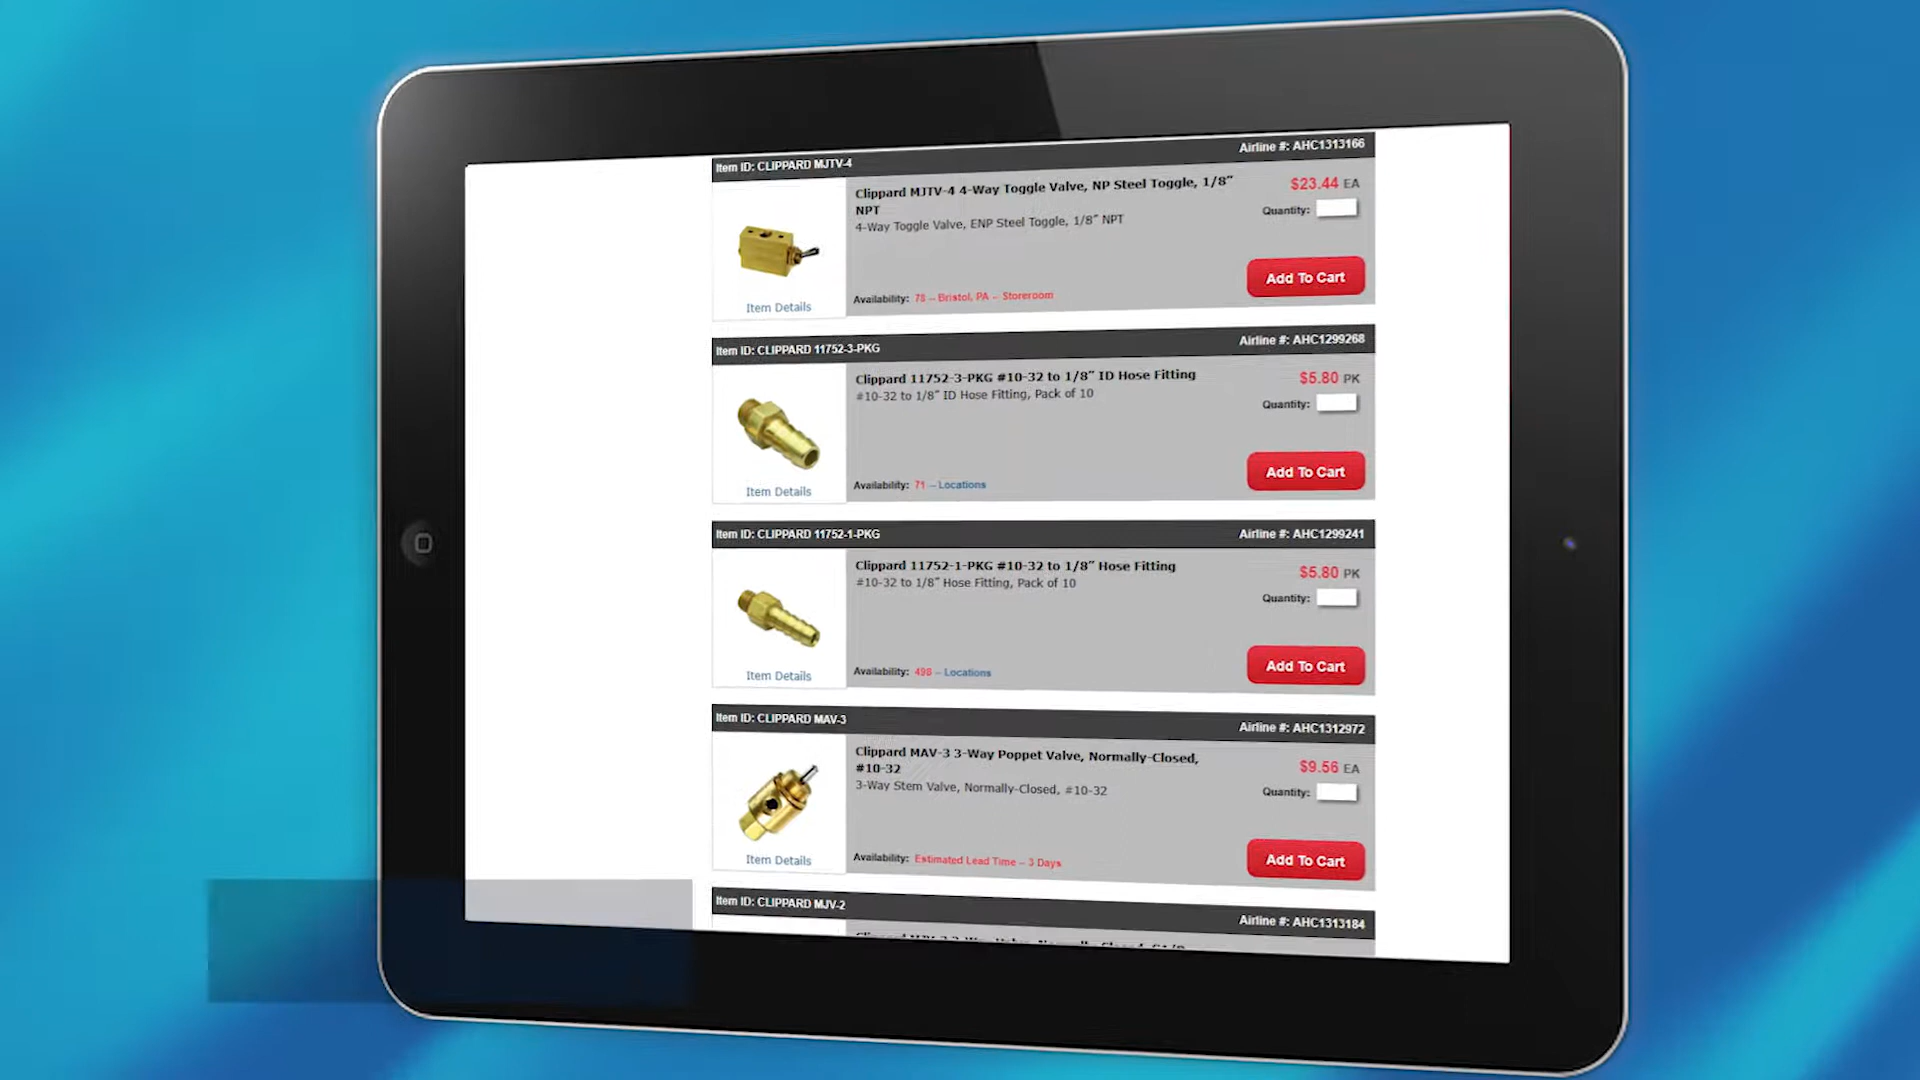 Item ID: CLIPPARD MJTV-4
Airline #: AHC1313166
Clippard MJTV-4 4-Way Toggle Valve, NP Steel Toggle, 1/8”
NPT
4-Way Toggle Valve, ENP Steel Toggle, 1/8” NPT
$23.44 EA
Quantity:
Add To Cart
Item Details
Availability: 78 – Bristol, PA – Storeroom
Item ID: CLIPPARD 11752-3-PKG
Airline #: AHC1299268
Clippard 11752-3-PKG #10-32 to 1/8” ID Hose Fitting
#10-32 to 1/8” ID Hose Fitting, Pack of 10
$5.80 PK
Quantity:
Add To Cart
Item Details
Availability: 71 – Locations
Item ID: CLIPPARD 11752-1-PKG
Airline #: AHC1299241
Clippard 11752-1-PKG #10-32 to 1/8” Hose Fitting
#10-32 to 1/8” Hose Fitting, Pack of 10
$5.80 PK
Quantity:
Add To Cart
Item Details
Availability: 498 – Locations
Item ID: CLIPPARD MAV-3
Airline #: AHC1312972
Clippard MAV-3 3-Way Poppet Valve, Normally-Closed,
#10-32
3-Way Stem Valve, Normally-Closed, #10-32
$9.56 EA
Quantity:
Add To Cart
Item Details
Availability: Estimated Lead Time – 3 Days
Item ID: CLIPPARD MJV-2
Airline #: AHC1313184